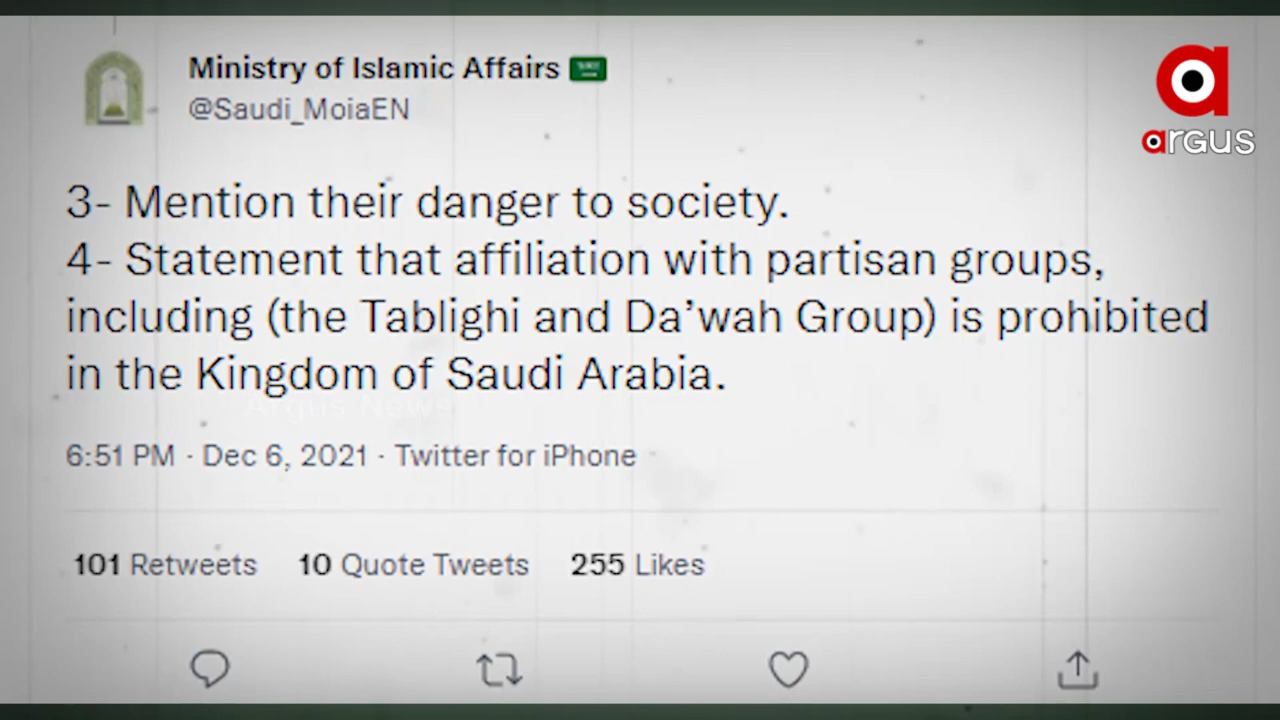 Ministry of Islamic Affairs
@Saudi_MoiaEN
argus
3- Mention their danger to society.
4- Statement that affiliation with partisan groups,
including (the Tablighi and Da’wah Group) is prohibited
in the Kingdom of Saudi Arabia.
Argus News
6:51 PM · Dec 6, 2021 · Twitter for iPhone
101 Retweets 10 Quote Tweets 255 Likes